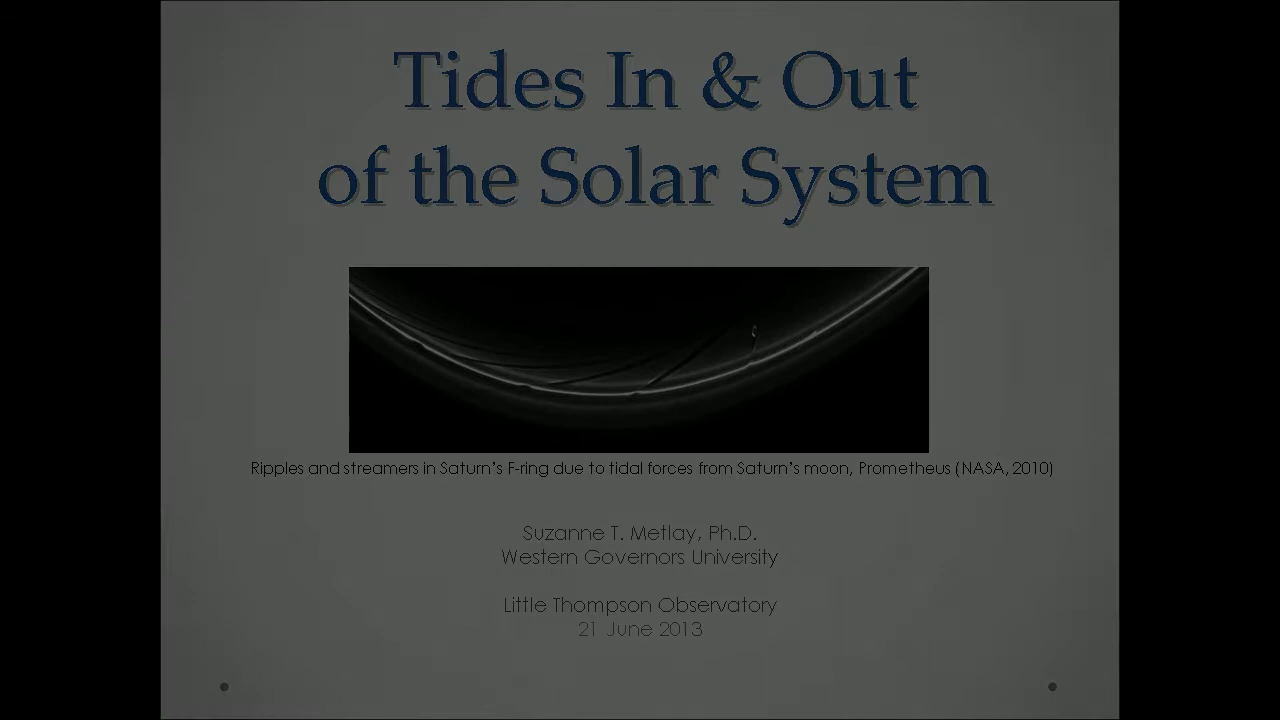 Tides In & Out
of the Solar System
Ripples and streamers in Saturn's F-ring due to tidal forces from Saturn's moon, Prometheus (NASA, 2010)
Suzanne T. Metlay, Ph.D.
Western Governors University
Little Thompson Observatory
21 June 2013